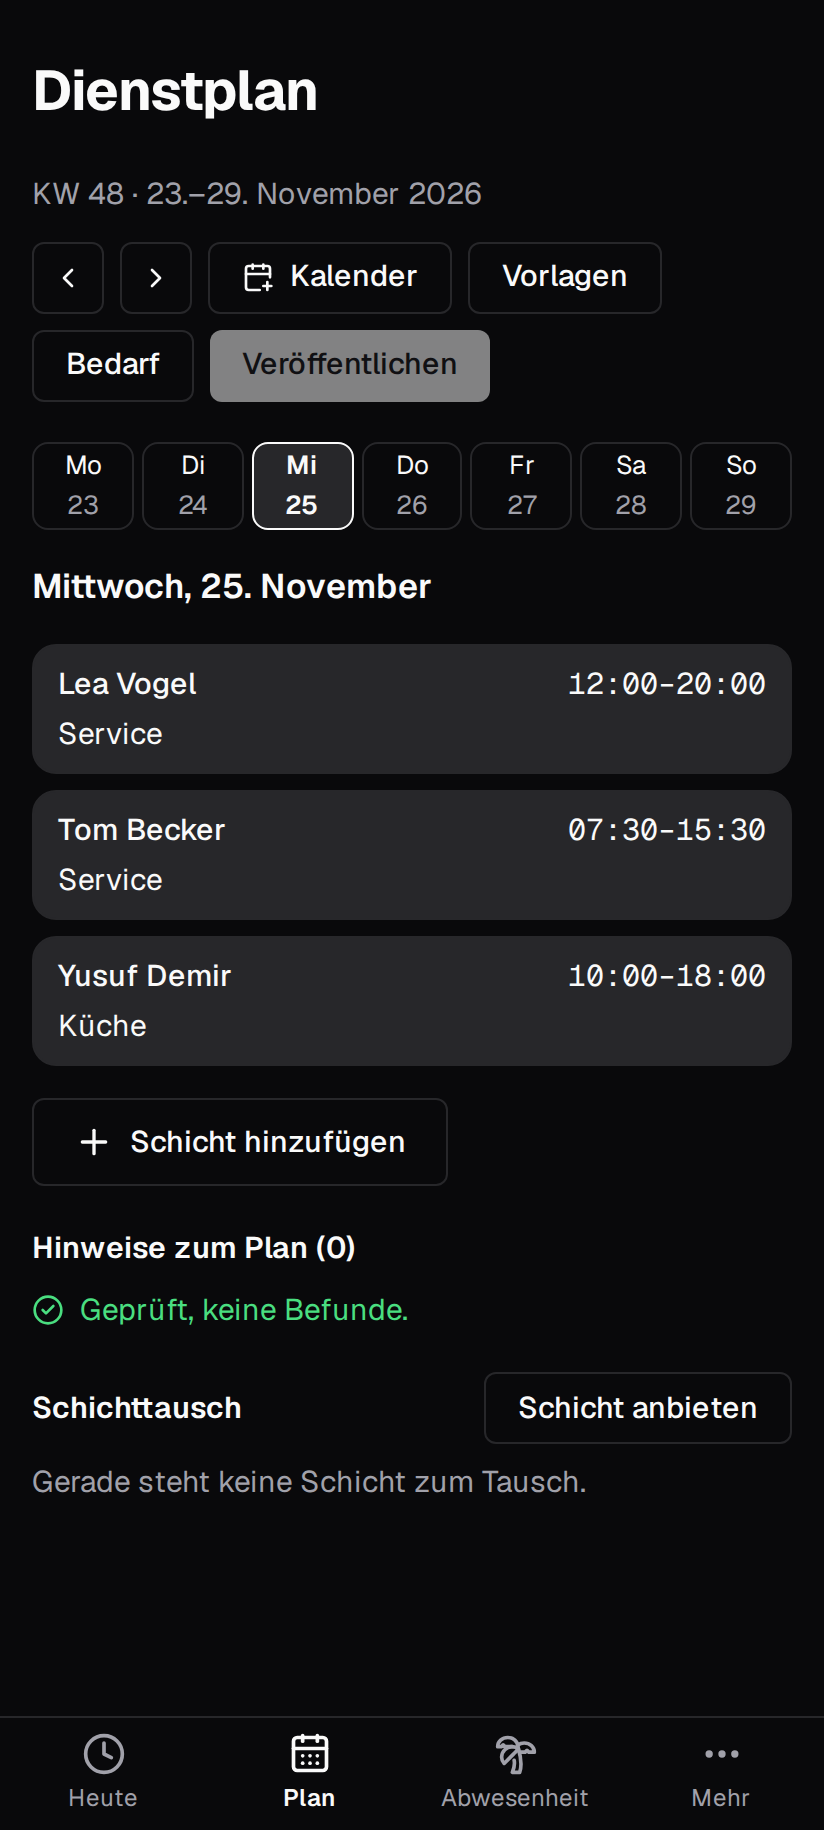 Dienstplan
KW 48 · 23.–29. November 2026
Kalender Vorlagen
Bedarf Veröffentlichen
Mo Di Mi Do Fr Sa So
23 24 25 26 27 28 29
Mittwoch, 25. November
Lea Vogel 12:00–20:00
Service
Tom Becker 07:30–15:30
Service
Yusuf Demir 10:00–18:00
Küche
Schicht hinzufügen
Hinweise zum Plan (0)
Geprüft, keine Befunde.
Schichttausch Schicht anbieten
Gerade steht keine Schicht zum Tausch.
Heute Plan Abwesenheit Mehr